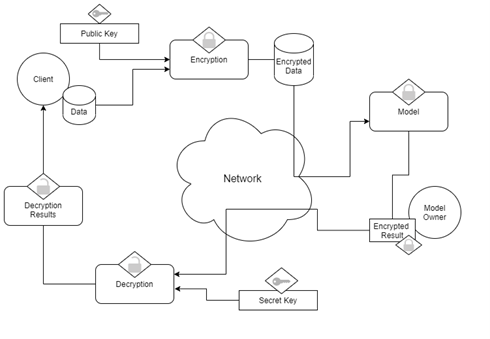 Public Key
Encryption
Encrypted
Data
Client
Data
Model
Network
Decryption
Results
Model
Owner
Encrypted
Result
Decryption
Secret Key